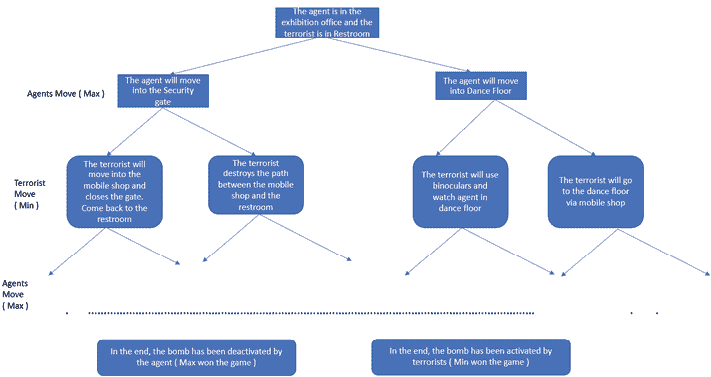 The agent is in the
exhibition office and the
terrorist is in Restroom
Agents Move ( Max )
The agent will move
into the Security
gate
The agent will move
into Dance Floor
Terrorist
Move
( Min )
The terrorist will
move into the
mobile shop and
closes the gate.
Come back to the
restroom
The terrorist
destroys the path
between the mobile
shop and the
restroom
The terrorist will use
binoculars and
watch agent in
dance floor
The terrorist will go
to the dance floor
via mobile shop
Agents
Move
( Max )
In the end, the bomb has been deactivated by
the agent ( Max won the game )
In the end, the bomb has been activated by
terrorists ( Min won the game )